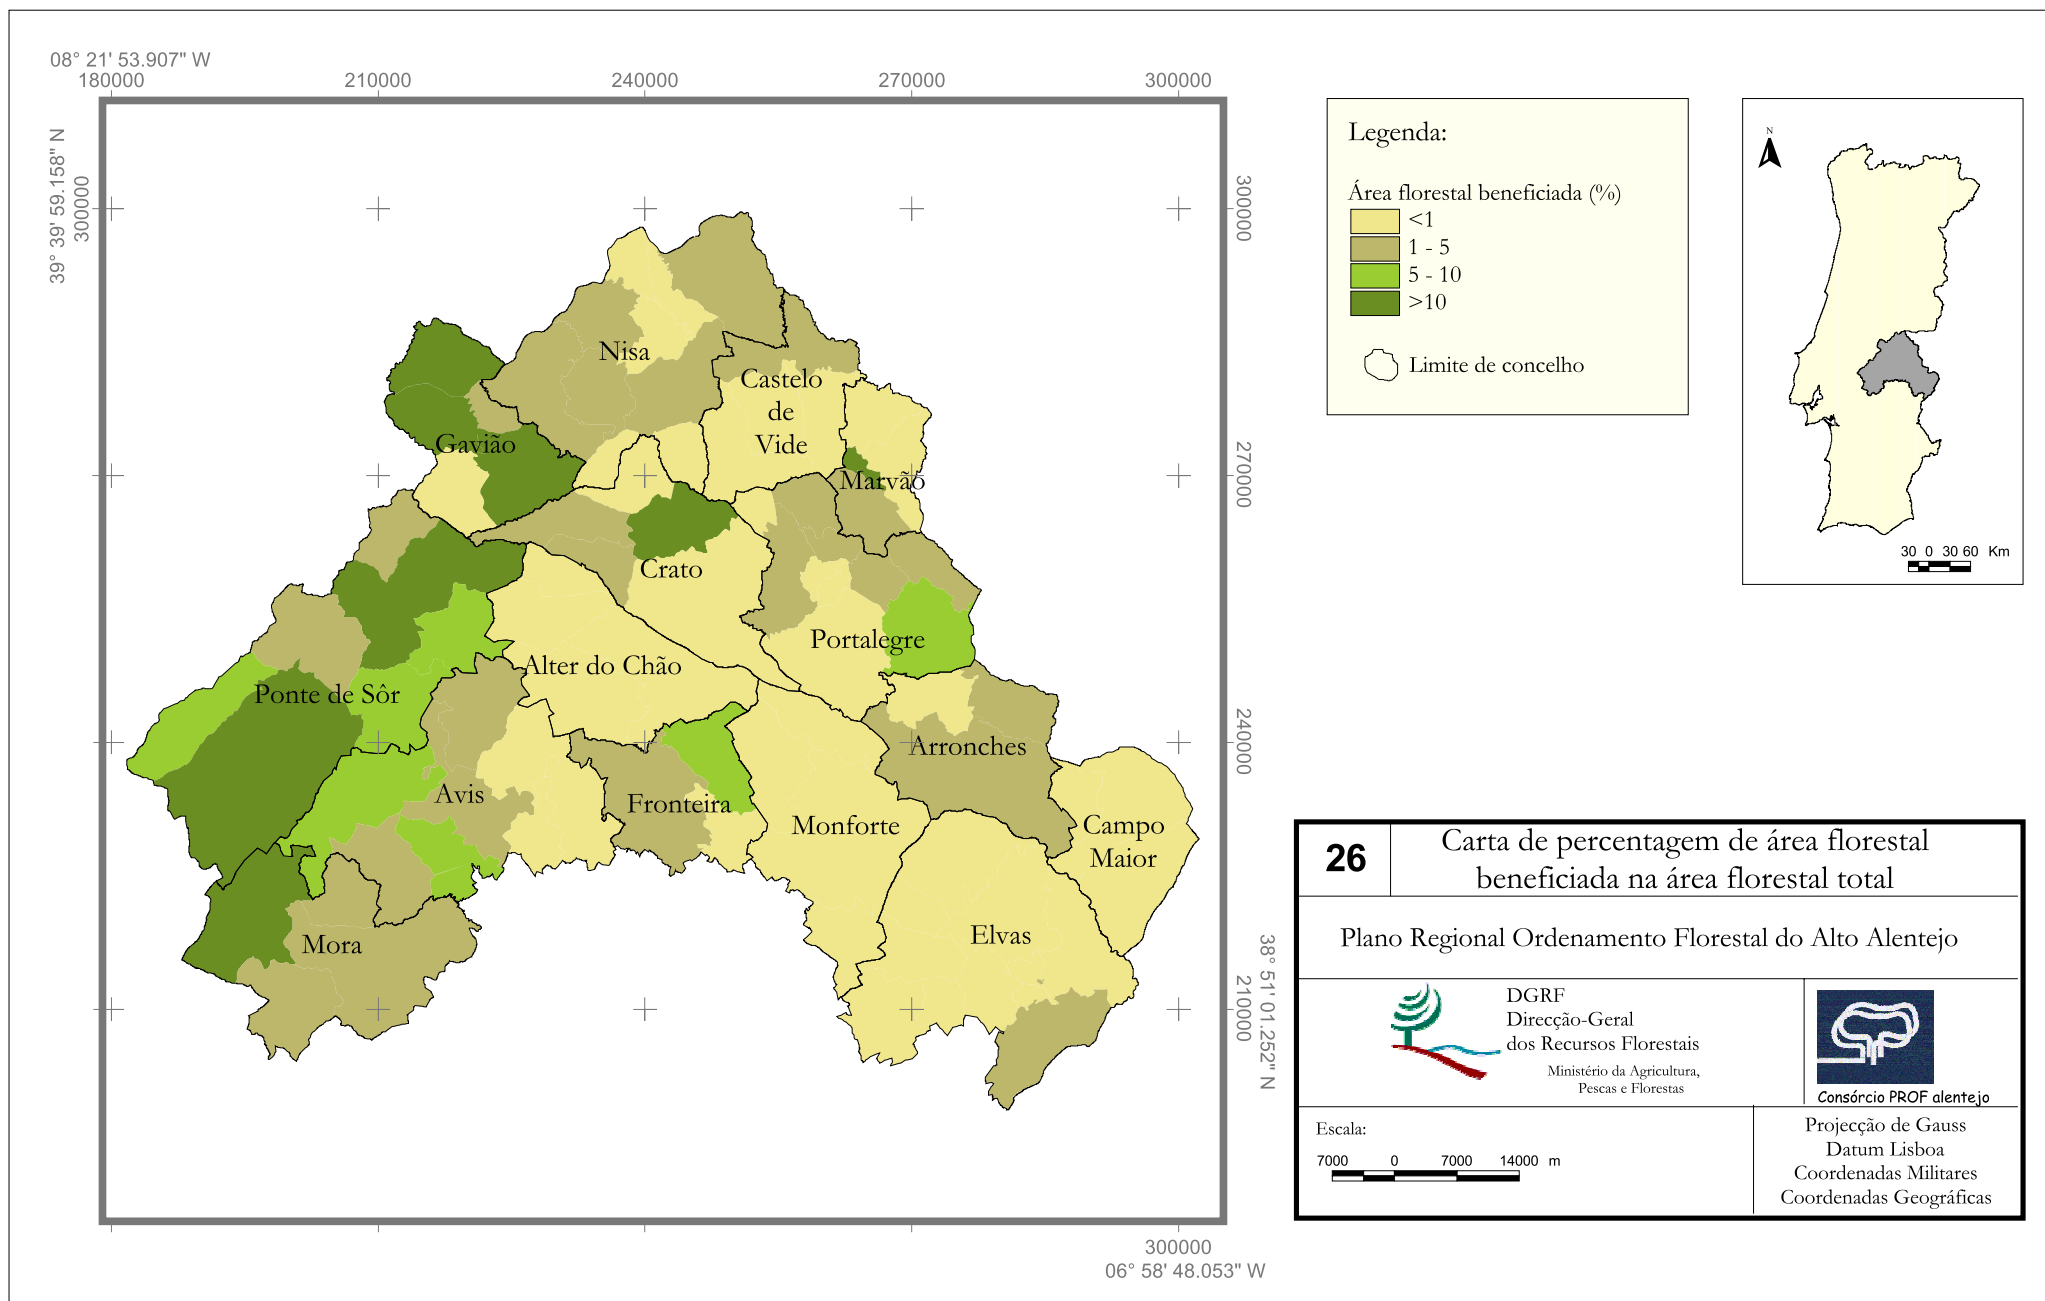 08° 21' 53.907" W
180000
210000
240000
270000
300000
39° 39' 59.158" N
300000
300000
270000
240000
210000
38° 51' 01.252" N
300000
06° 58' 48.053" W
Nisa
Castelo
de
Vide
Gavião
Marvão
Crato
Portalegre
Alter do Chão
Ponte de Sôr
Arronches
Avis
Fronteira
Monforte
Campo
Maior
Elvas
Mora
Legenda:
Área florestal beneficiada (%)
<1
1 - 5
5 - 10
>10
Limite de concelho
N
30 0 30 60 Km
26
Carta de percentagem de área florestal
beneficiada na área florestal total
Plano Regional Ordenamento Florestal do Alto Alentejo
DGRF
Direcção-Geral
dos Recursos Florestais
Ministério da Agricultura,
Pescas e Florestas
Consórcio PROF alentejo
Escala:
7000 0 7000 14000 m
Projecção de Gauss
Datum Lisboa
Coordenadas Militares
Coordenadas Geográficas